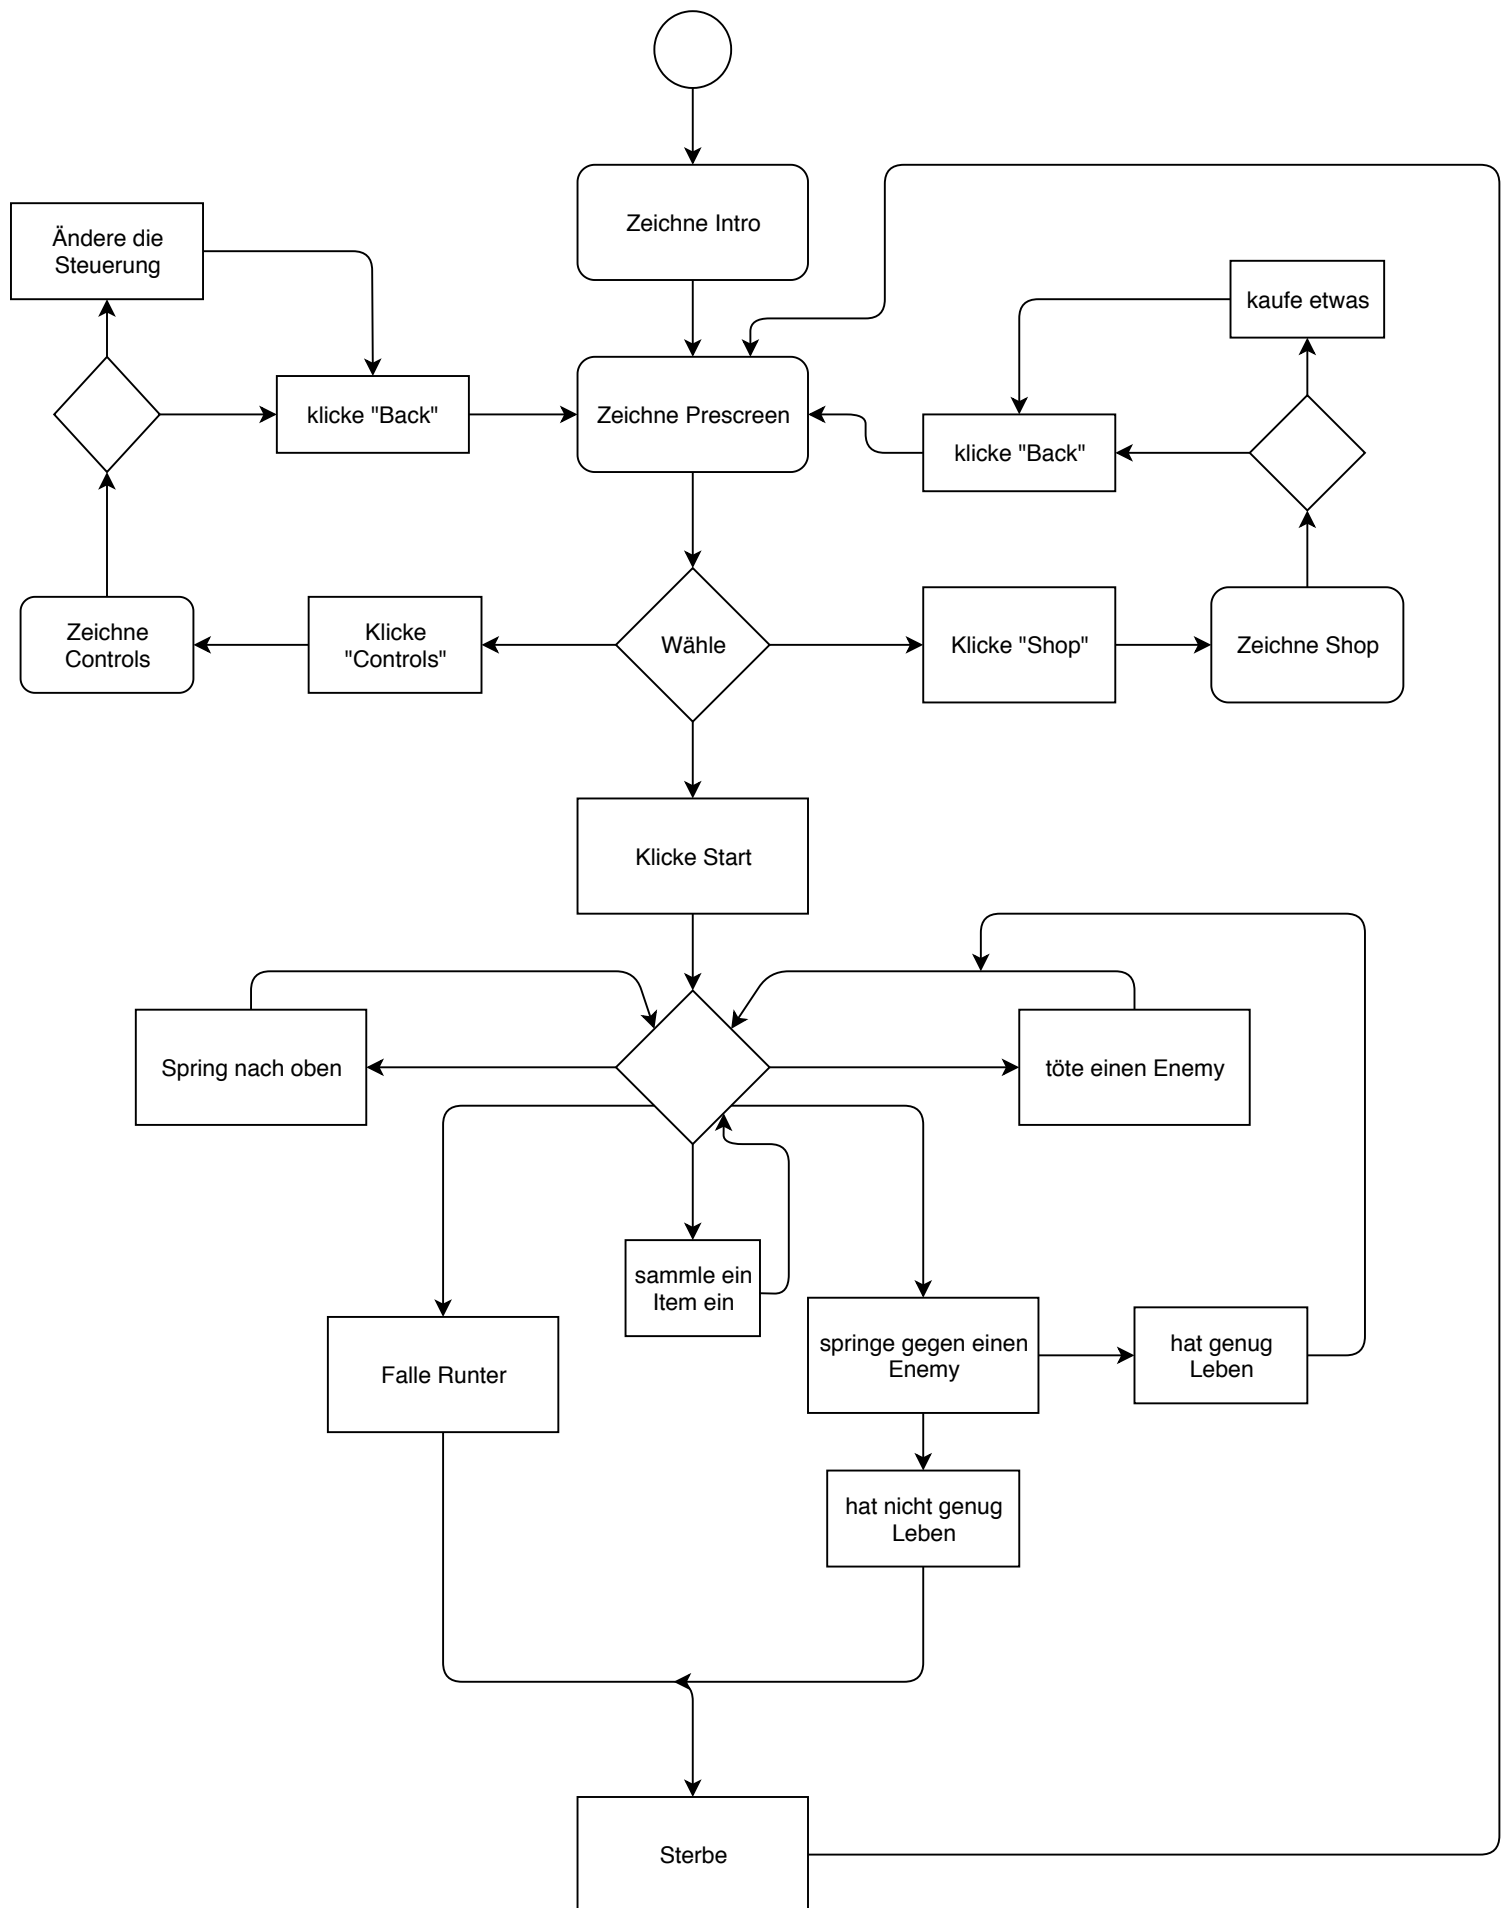 Zeichne Intro
Ändere die
Steuerung
kaufe etwas
klicke "Back"
Zeichne Prescreen
klicke "Back"
Zeichne
Controls
Klicke
"Controls"
Wähle
Klicke "Shop"
Zeichne Shop
Klicke Start
Spring nach oben
töte einen Enemy
sammle ein
Item ein
springe gegen einen
Enemy
hat genug
Leben
Falle Runter
hat nicht genug
Leben
Sterbe